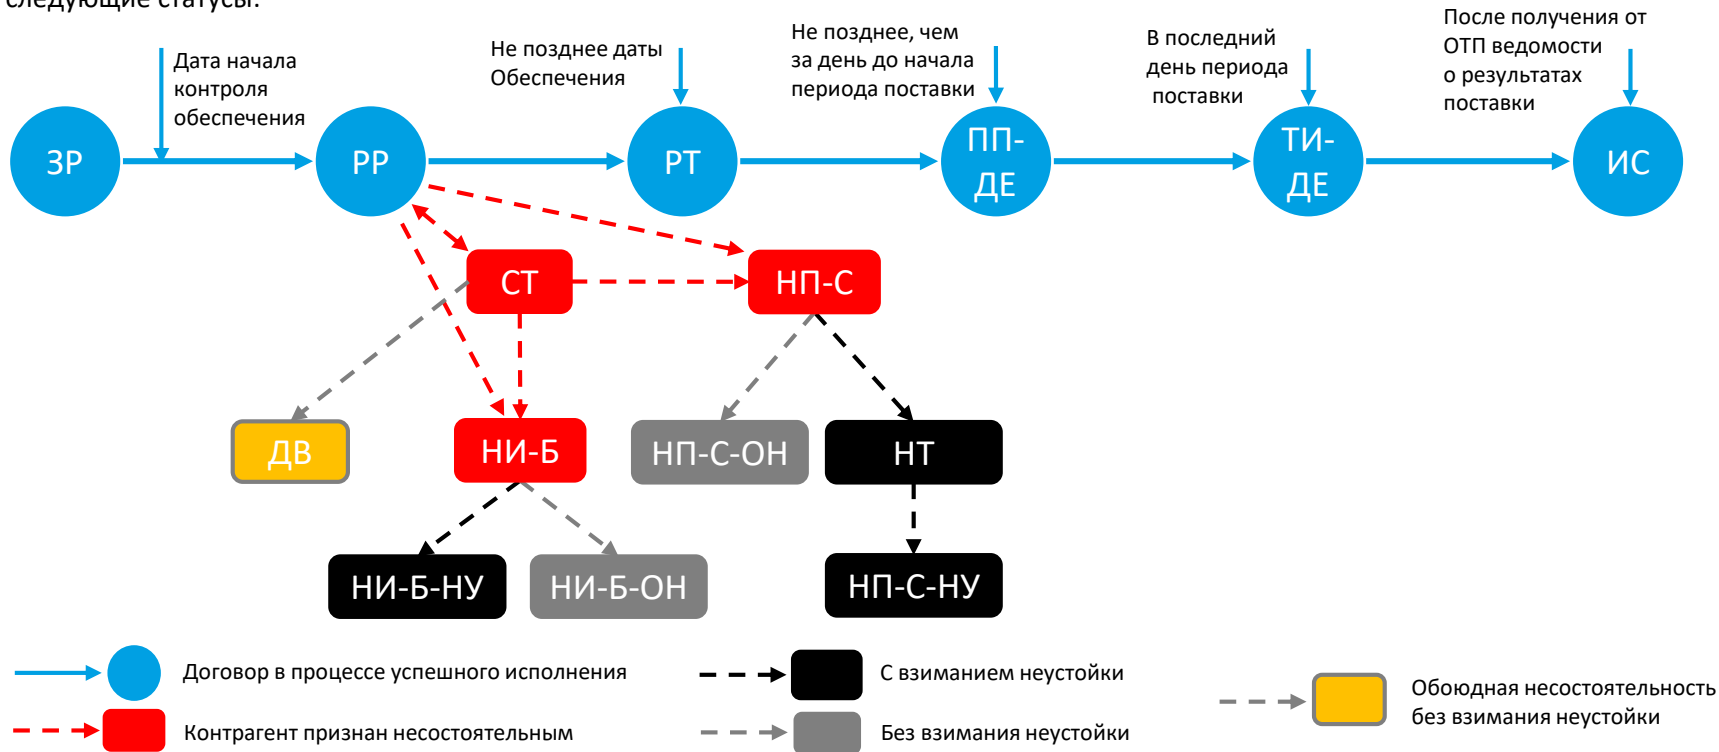 следующие статусы:
Дата начала
контроля
обеспечения
Не позднее даты
Обеспечения
Не позднее, чем
за день до начала
периода поставки
В последний
день периода
поставки
После получения от
ОТП ведомости
о результатах
поставки
ЗР
РР
РТ
ПП-
ДЕ
ТИ-
ДЕ
ИС
СТ
НП-С
ДВ
НИ-Б
НП-С-ОН
НТ
НИ-Б-НУ
НИ-Б-ОН
НП-С-НУ
Договор в процессе успешного исполнения
Контрагент признан несостоятельным
С взиманием неустойки
Без взимания неустойки
Обоюдная несостоятельность
без взимания неустойки